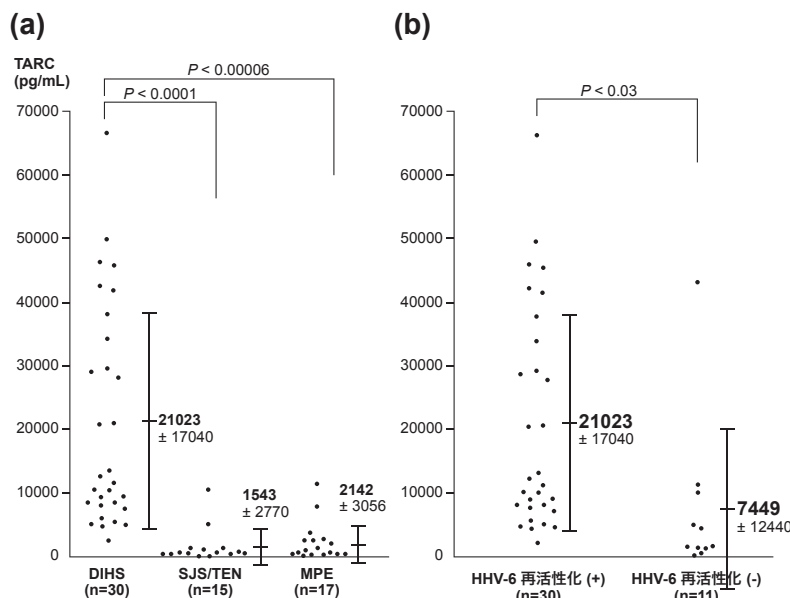 (a)
TARC
(pg/mL)
P < 0.00006
P < 0.0001
70000
60000
50000
40000
30000
20000
10000
0
21023
± 17040
1543
± 2770
2142
± 3056
DIHS
(n=30)
SJS/TEN
(n=15)
MPE
(n=17)
(b)
P < 0.03
70000
60000
50000
40000
30000
20000
10000
0
21023
± 17040
7449
± 12440
HHV-6 再活性化 (+)
(n=30)
HHV-6 再活性化 (-)
(n=11)